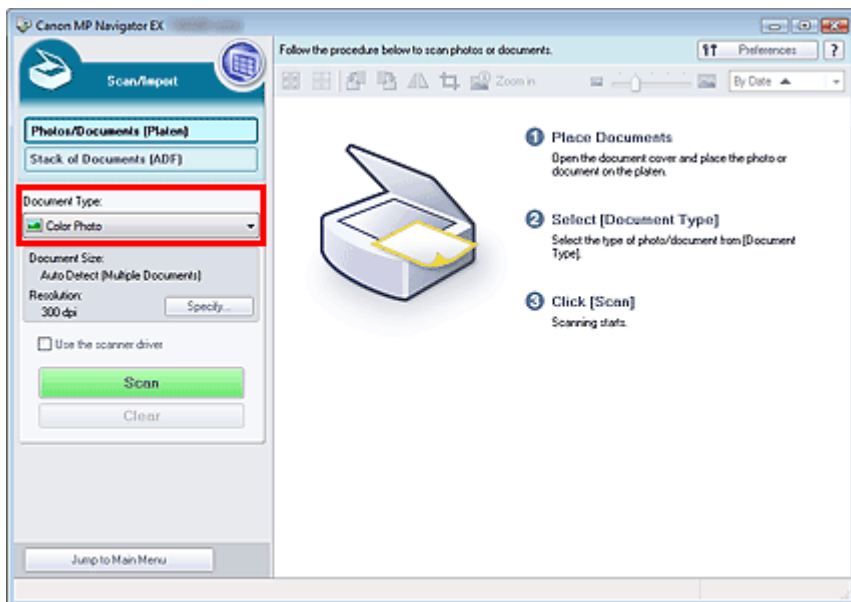 Canon MP Navigator EX
Scan/Import
Photos/Documents (Platen)
Stack of Documents (ADF)
Document Type:
Color Photo
Document Size:
Auto Detect (Multiple Documents)
Resolution:
300 dpi
Specify...
Use the scanner driver
Scan
Clear
Jump to Main Menu
Follow the procedure below to scan photos or documents.
Preferences
?
Zoom in
By Date
1 Place Documents
Open the document cover and place the photo or
document on the platen.
2 Select [Document Type]
Select the type of photo/document from [Document
Type].
3 Click [Scan]
Scanning starts.